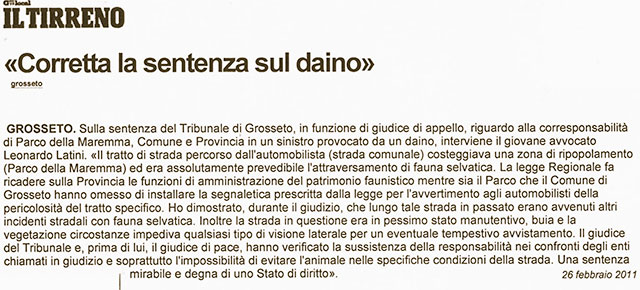 local
IL TIRRENO
«Corretta la sentenza sul daino»
grosseto
GROSSETO. Sulla sentenza del Tribunale di Grosseto, in funzione di giudice di appello, riguardo alla corresponsabilità
di Parco della Maremma, Comune e Provincia in un sinistro provocato da un daino, interviene il giovane avvocato
Leonardo Latini. «Il tratto di strada percorso dall'automobilista (strada comunale) costeggiava una zona di ripopolamento
(Parco della Maremma) ed era assolutamente prevedibile l'attraversamento di fauna selvatica. La legge Regionale fa
ricadere sulla Provincia le funzioni di amministrazione del patrimonio faunistico mentre sia il Parco che il Comune di
Grosseto hanno omesso di installare la segnaletica prescritta dalla legge per l'avvertimento agli automobilisti della
pericolosità del tratto specifico. Ho dimostrato, durante il giudizio, che lungo tale strada in passato erano avvenuti altri
incidenti stradali con fauna selvatica. Inoltre la strada in questione era in pessimo stato manutentivo, buia e la
vegetazione circostanze impediva qualsiasi tipo di visione laterale per un eventuale tempestivo avvistamento. Il giudice
del Tribunale e, prima di lui, il giudice di pace, hanno verificato la sussistenza della responsabilità nei confronti degli enti
chiamati in giudizio e soprattutto l'impossibilità di evitare l'animale nelle specifiche condizioni della strada. Una sentenza
mirabile e degna di uno Stato di diritto».
26 febbraio 2011